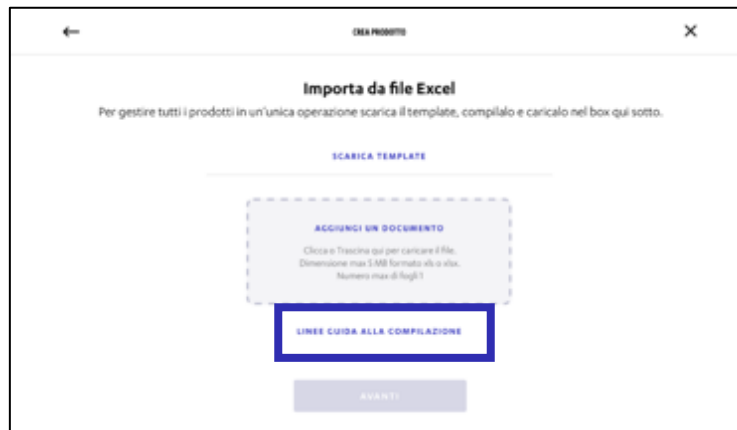 CREA PRODOTTO
Importa da file Excel
Per gestire tutti i prodotti in un'unica operazione scarica il template, compilalo e caricalo nel box qui sotto.
SCARICA TEMPLATE
AGGIUNGI UN DOCUMENTO
Clicca o Trascina qui per caricare il file.
Dimensione max 5 MB formato xls o xlsx.
Numero max di fogli 1
LINEE GUIDA ALLA COMPILAZIONE
AVANTI